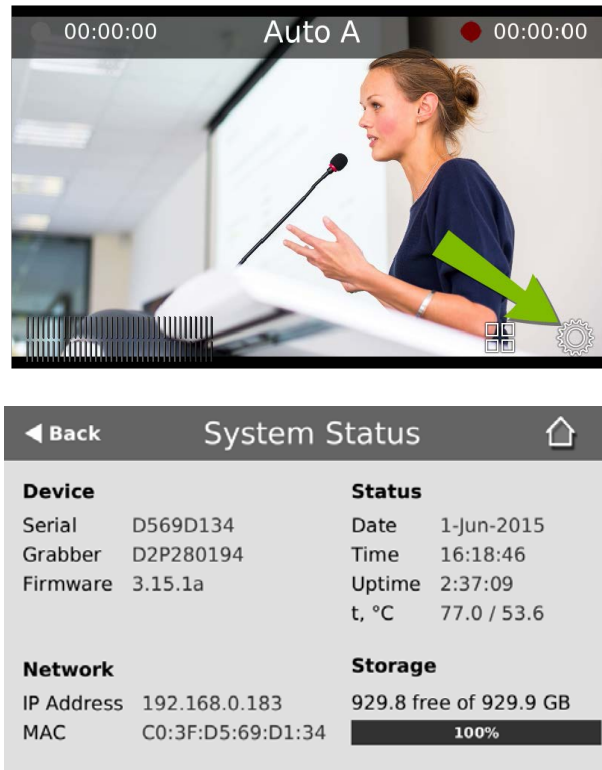 00:00:00 Auto A 00:00:00
Back System Status
Device
Serial D569D134
Grabber D2P280194
Firmware 3.15.1a
Status
Date 1-Jun-2015
Time 16:18:46
Uptime 2:37:09
t, °C 77.0 / 53.6
Network
IP Address 192.168.0.183
MAC C0:3F:D5:69:D1:34
Storage
929.8 free of 929.9 GB
100%